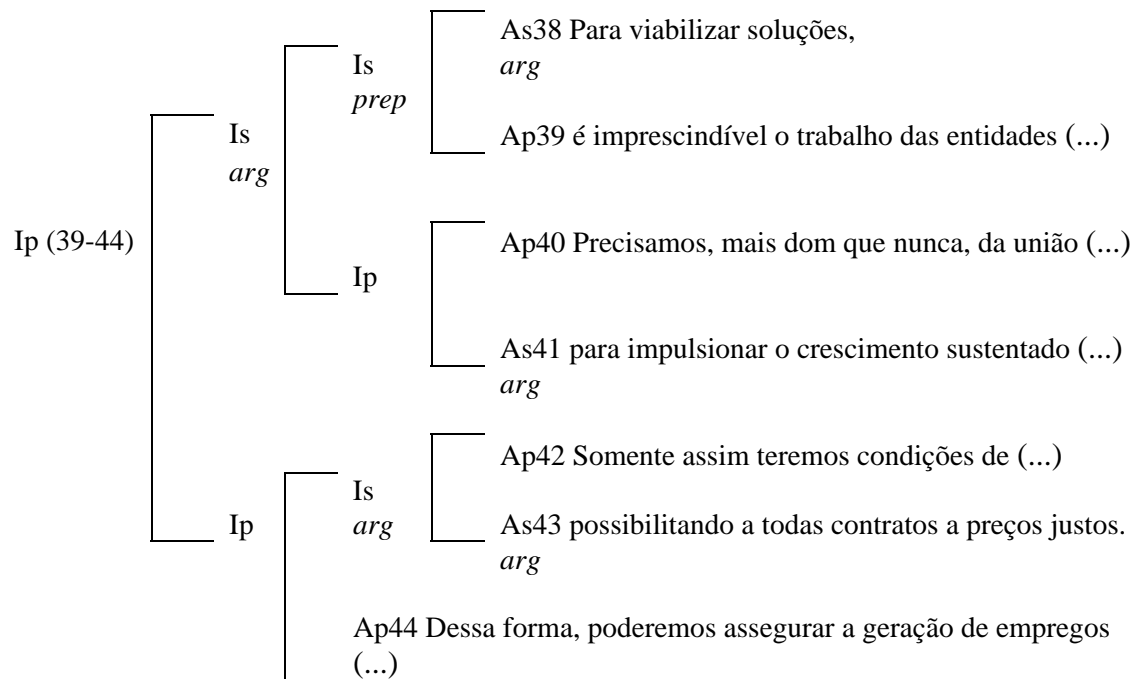 As38 Para viabilizar soluções,
arg
Is
prep
Ap39 é imprescindível o trabalho das entidades (...)
Is
arg
Ip (39-44)
Ap40 Precisamos, mais dom que nunca, da união (...)
Ip
As41 para impulsionar o crescimento sustentado (...)
arg
Ap42 Somente assim teremos condições de (...)
Is
arg
Ip
As43 possibilitando a todas contratos a preços justos.
arg
Ap44 Dessa forma, poderemos assegurar a geração de empregos
(...)